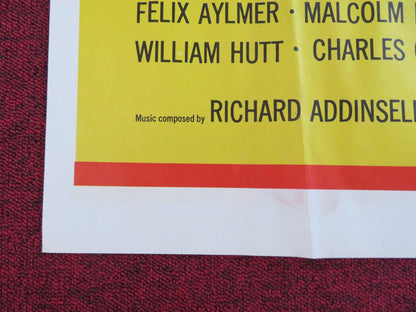 FELIX AYLMER · MALCOLM
WILLIAM HUTT · CHARLES
Music composed by RICHARD ADDINSELL